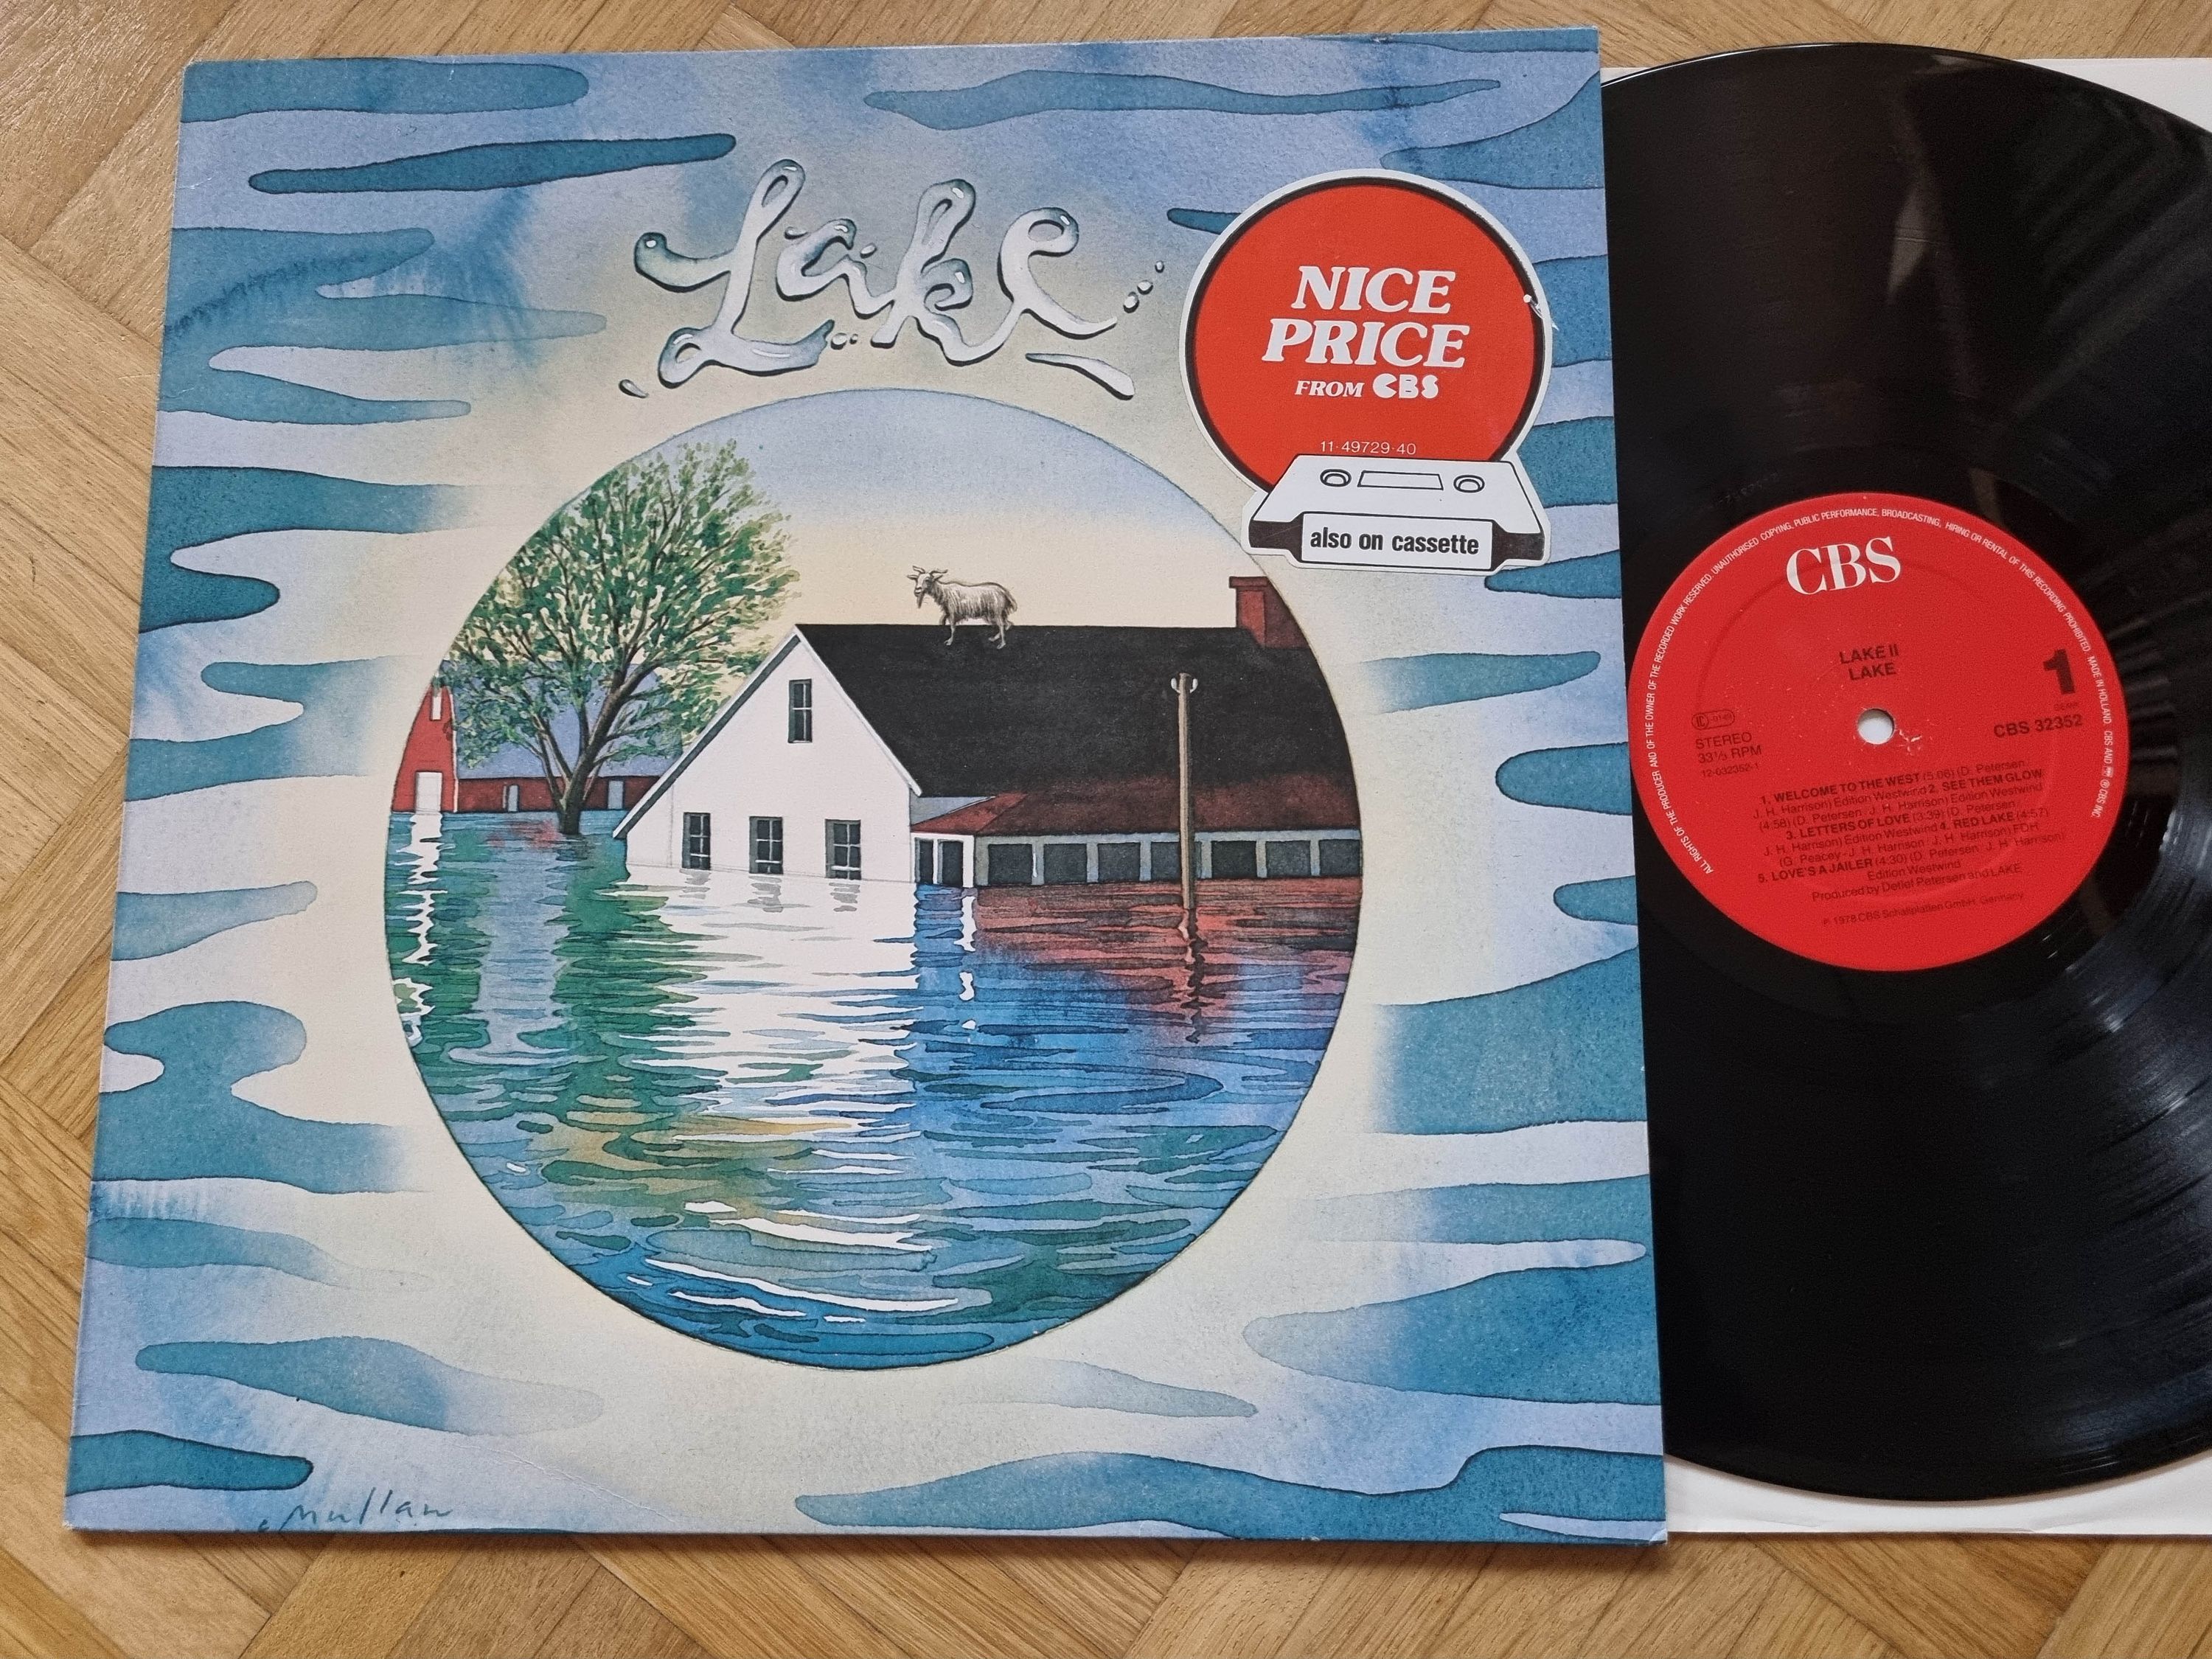 Lake
NICE
PRICE
FROM CBS
11-49729-40
also on cassette
Mullan
ALL RIGHTS OF THE PRODUCER AND OF THE OWNER OF THE RECORDED WORK RESERVED. UNAUTHORISED COPYING, PUBLIC PERFORMANCE, BROADCASTING, HIRING OR RENTAL OF THIS RECORDING PROHIBITED. MADE IN HOLLAND.
CBS
LAKE II
LAKE
1
STEREO
33⅓ RPM
12-032352-1
CBS 32352
1. WELCOME TO THE WEST (5.06) (D. Petersen
J. H. Harrison) Edition Westwind 2. SEE THEM GLOW
(4:58) (D. Petersen - J. H. Harrison) Edition Westwind
3. LETTERS OF LOVE (3:39) (D. Petersen
J. H. Harrison) Edition Westwind 4. RED LAKE (4:57)
(G. Peacey - J. H. Harrison / J. H. Harrison) FDH
5. LOVE'S A JAILER (4:30) (D. Petersen / J. H. Harrison)
Edition Westwind
Produced by Detlef Petersen and LAKE
℗ 1978 CBS Schallplatten GmbH, Germany